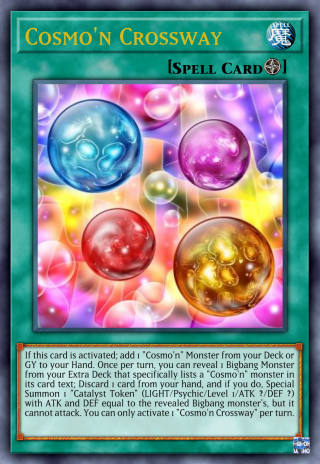 Cosmo'n Crossway
[Spell Card]
If this card is activated; add 1 "Cosmo'n" Monster from your Deck or
GY to your Hand. Once per turn, you can reveal 1 Bigbang Monster
from your Extra Deck that specifically lists a "Cosmo'n" monster in
its card text; Discard 1 card from your hand, and if you do, Special
Summon 1 "Catalyst Token" (LIGHT/Psychic/Level 1/ATK ?/DEF ?)
with ATK and DEF equal to the revealed Bigbang monster's, but it
cannot attack. You can only activate 1 "Cosmo'n Crossway" per turn.